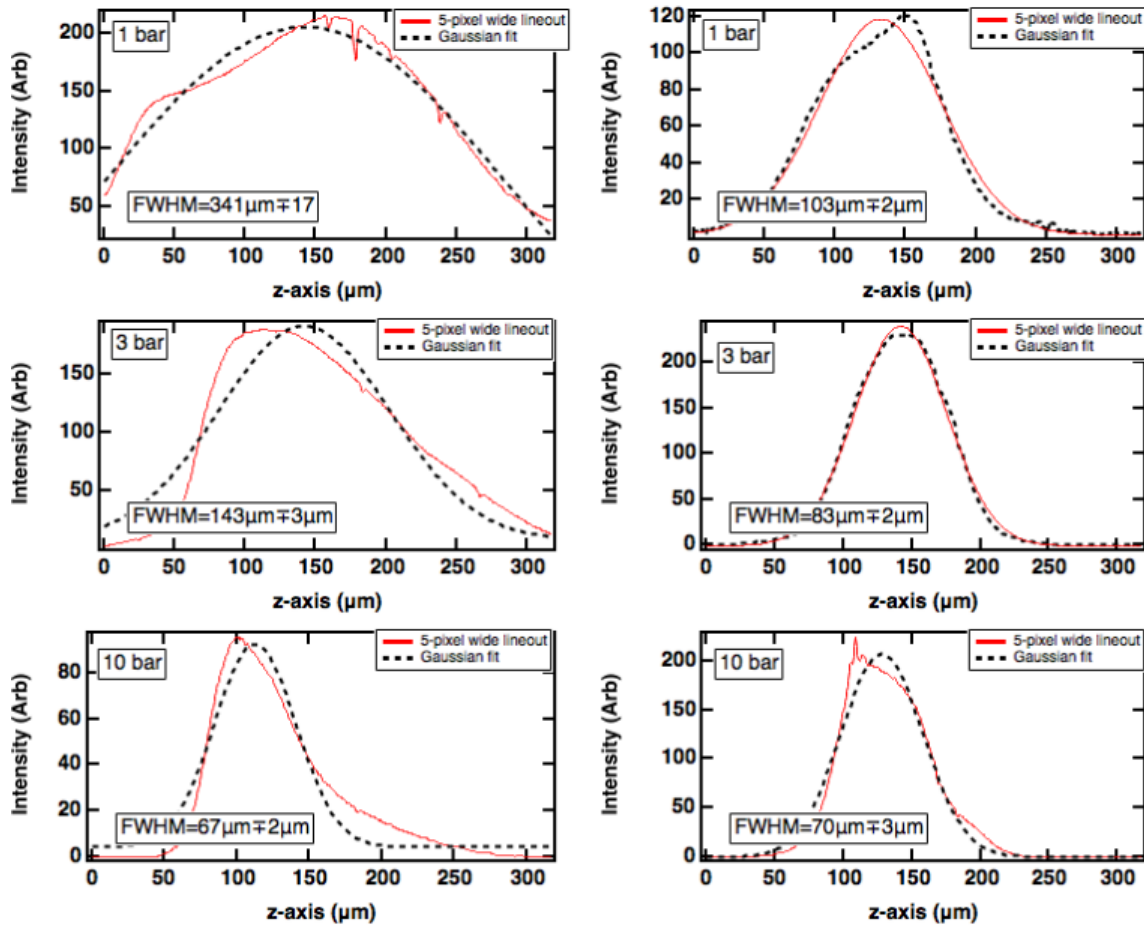 1 bar
5-pixel wide lineout
Gaussian fit
200
150
100
50
Intensity (Arb)
FWHM=341µm∓17
0 50 100 150 200 250 300
z-axis (µm)
1 bar
5-pixel wide lineout
Gaussian fit
120
100
80
60
40
20
0
Intensity (Arb)
FWHM=103µm∓2µm
0 50 100 150 200 250 300
z-axis (µm)
3 bar
5-pixel wide lineout
Gaussian fit
150
100
50
Intensity (Arb)
FWHM=143µm∓3µm
0 50 100 150 200 250 300
z-axis (µm)
3 bar
5-pixel wide lineout
Gaussian fit
200
150
100
50
0
Intensity (Arb)
FWHM=83µm∓2µm
0 50 100 150 200 250 300
z-axis (µm)
10 bar
5-pixel wide lineout
Gaussian fit
80
60
40
20
0
Intensity (Arb)
FWHM=67µm∓2µm
0 50 100 150 200 250 300
z-axis (µm)
10 bar
5-pixel wide lineout
Gaussian fit
200
150
100
50
0
Intensity (Arb)
FWHM=70µm∓3µm
0 50 100 150 200 250 300
z-axis (µm)